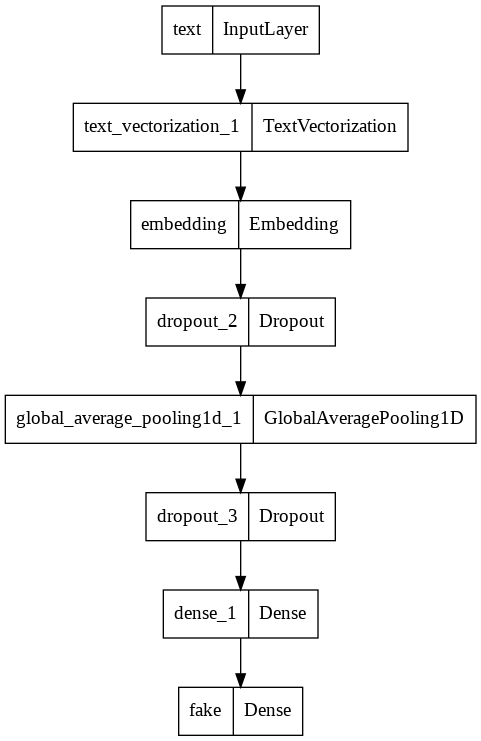 text InputLayer
text_vectorization_1 TextVectorization
embedding Embedding
dropout_2 Dropout
global_average_pooling1d_1 GlobalAveragePooling1D
dropout_3 Dropout
dense_1 Dense
fake Dense